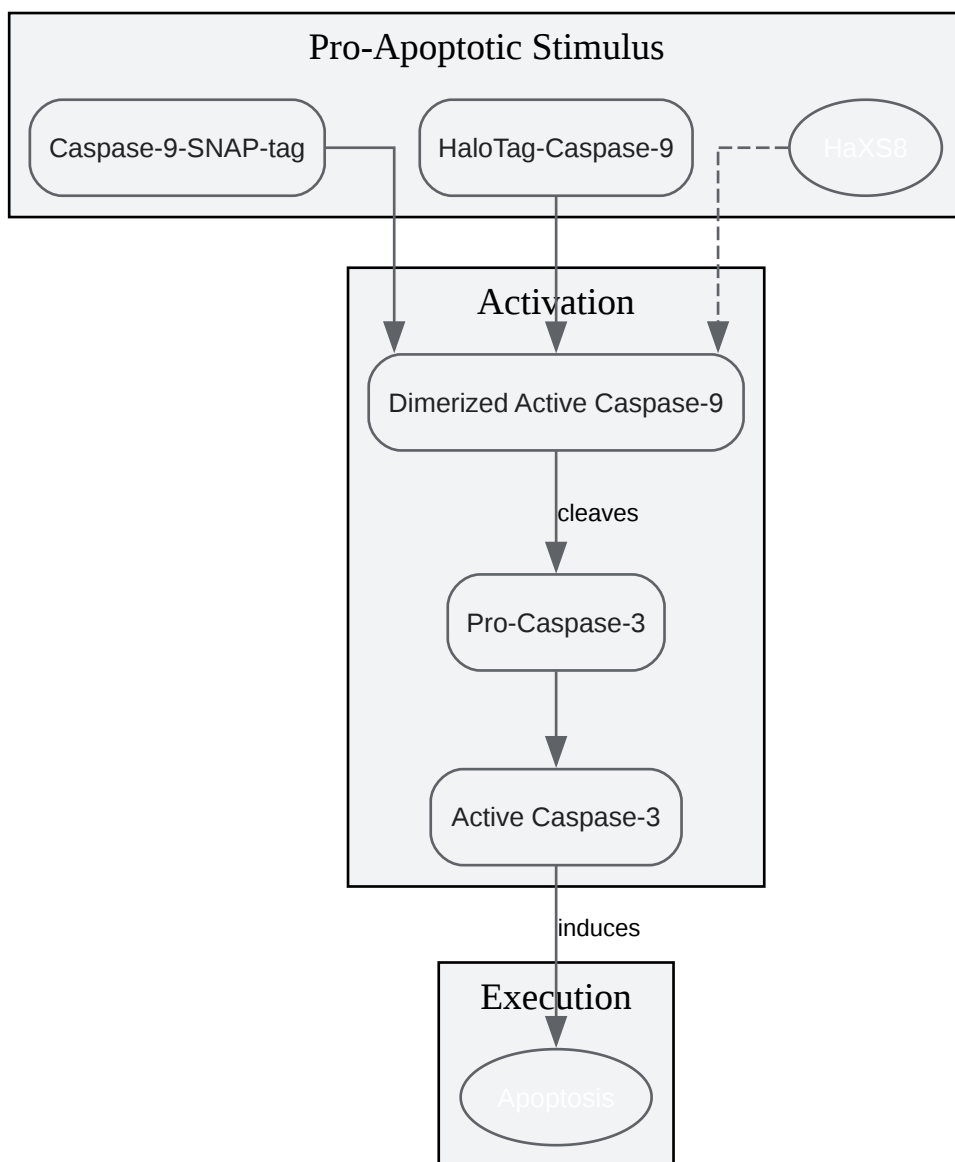 Pro-Apoptotic Stimulus
Caspase-9-SNAP-tag
HaloTag-Caspase-9
HaXS8
Activation
Dimerized Active Caspase-9
cleaves
Pro-Caspase-3
Active Caspase-3
induces
Execution
Apoptosis